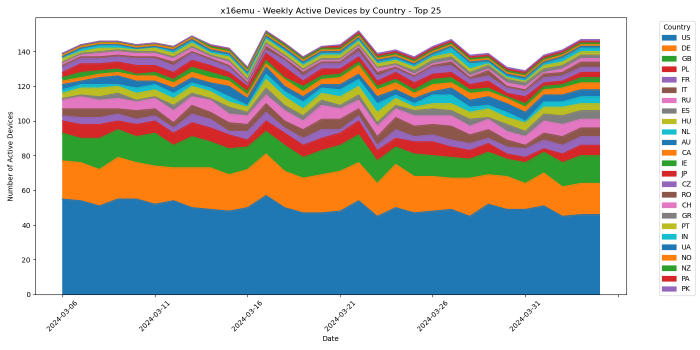 x16emu - Weekly Active Devices by Country - Top 25
Number of Active Devices
140
120
100
80
60
40
20
0
2024-03-06
2024-03-11
2024-03-16
2024-03-21
2024-03-26
2024-03-31
Date
Country
US
DE
GB
PL
FR
IT
RU
ES
HU
NL
AU
CA
IE
JP
CZ
RO
CH
GR
PT
IN
UA
NO
NZ
PA
PK